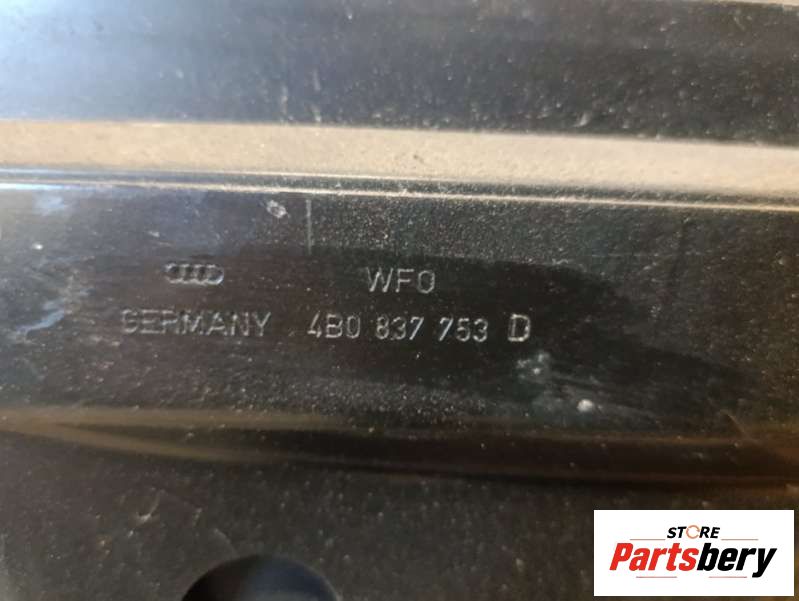 WFO
GERMANY 4B0 837 753 D
STORE
Partsbery